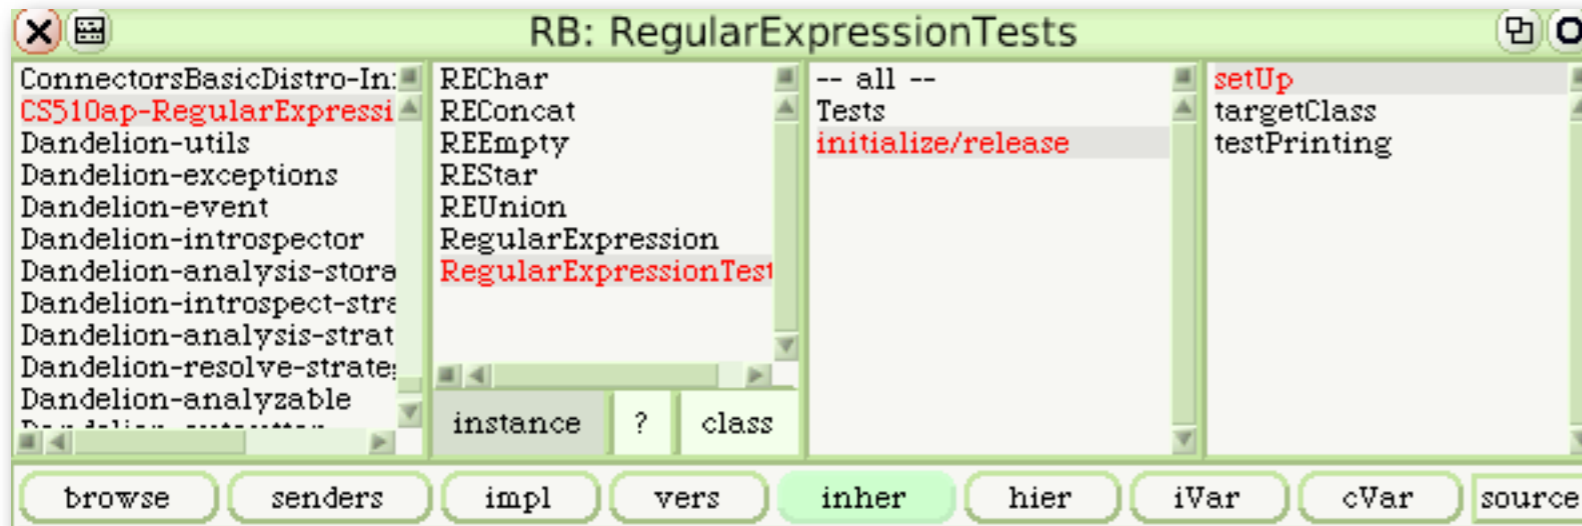 RB: RegularExpressionTests
ConnectorsBasicDistro-In
CS510ap-RegularExpressi
Dandelion-utils
Dandelion-exceptions
Dandelion-event
Dandelion-introspector
Dandelion-analysis-stora
Dandelion-introspect-stra
Dandelion-analysis-strat
Dandelion-resolve-strate
Dandelion-analyzable
REChar
REConcat
REEmpty
REStar
REUnion
RegularExpression
RegularExpressionTest
instance ? class
-- all --
Tests
initialize/release
setUp
targetClass
testPrinting
browse senders impl vers inher hier iVar cVar source